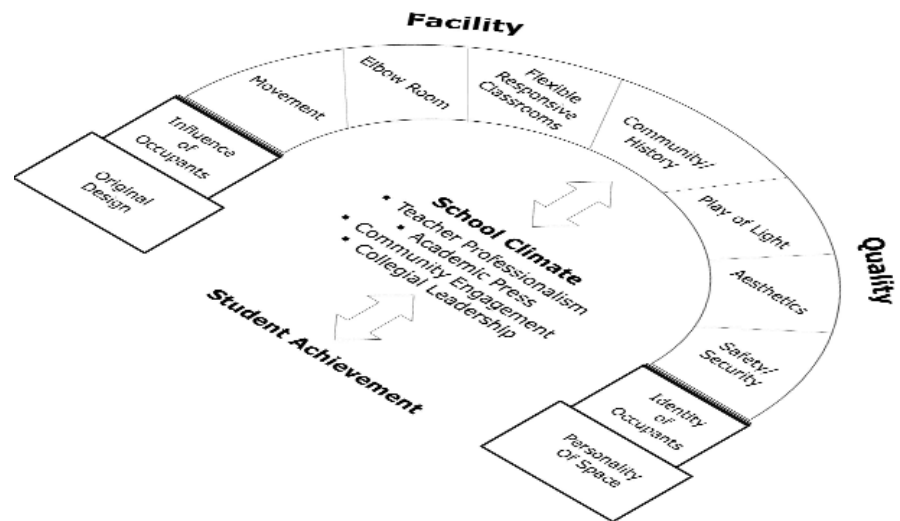 Facility
Quality
Original
Design
Influence
of
Occupants
Movement
Elbow Room
Flexible
Responsive
Classrooms
Community/
History
Play of Light
Aesthetics
Safety/
Security
Identity
of
Occupants
Personality
Of Space
School Climate
• Teacher Professionalism
• Academic Press
• Community Engagement
• Collegial Leadership
Student Achievement